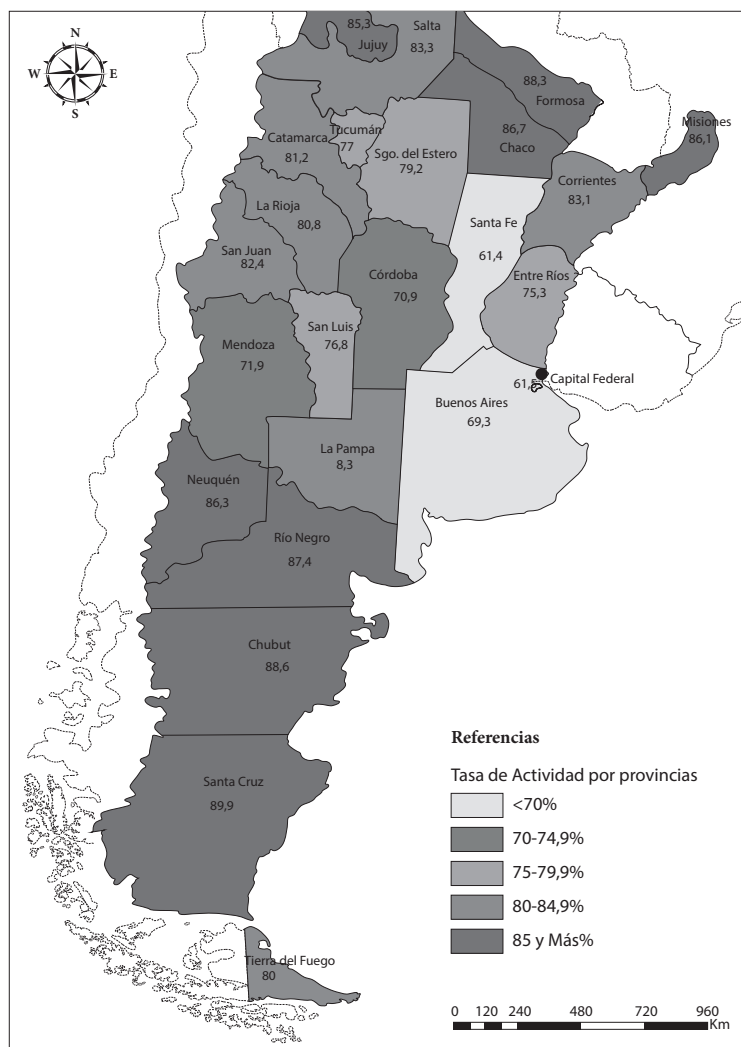 N
W
E
S
85,3
Jujuy
Salta
83,3
88,3
Formosa
86,7
Chaco
Misiones
86,1
Catamarca
81,2
Tucumán
77
Sgo. del Estero
79,2
Corrientes
83,1
La Rioja
80,8
Santa Fe
61,4
San Juan
82,4
Córdoba
70,9
Entre Ríos
75,3
San Luis
76,8
Mendoza
71,9
Capital Federal
Buenos Aires
69,3
La Pampa
8,3
Neuquén
86,3
Río Negro
87,4
Chubut
88,6
Santa Cruz
89,9
Tierra del Fuego
80
Referencias
Tasa de Actividad por provincias
<70%
70-74,9%
75-79,9%
80-84,9%
85 y Más%
0 120 240 480 720 960
Km